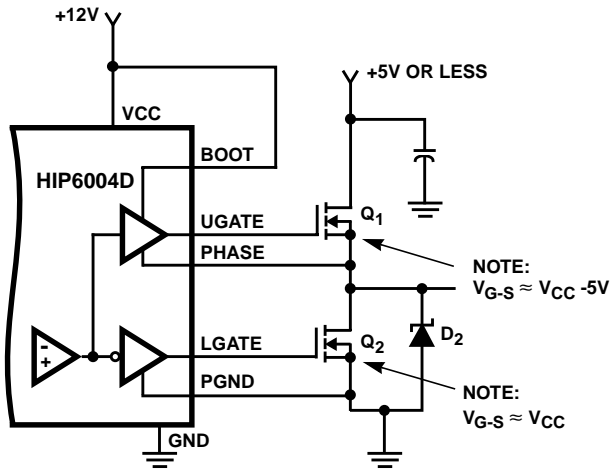 +12V
+5V OR LESS
VCC
BOOT
HIP6004D
Q1
UGATE
PHASE
NOTE:
VG-S ≈ VCC -5V
- 
+
LGATE
Q2
D2
PGND
NOTE:
VG-S ≈ VCC
GND